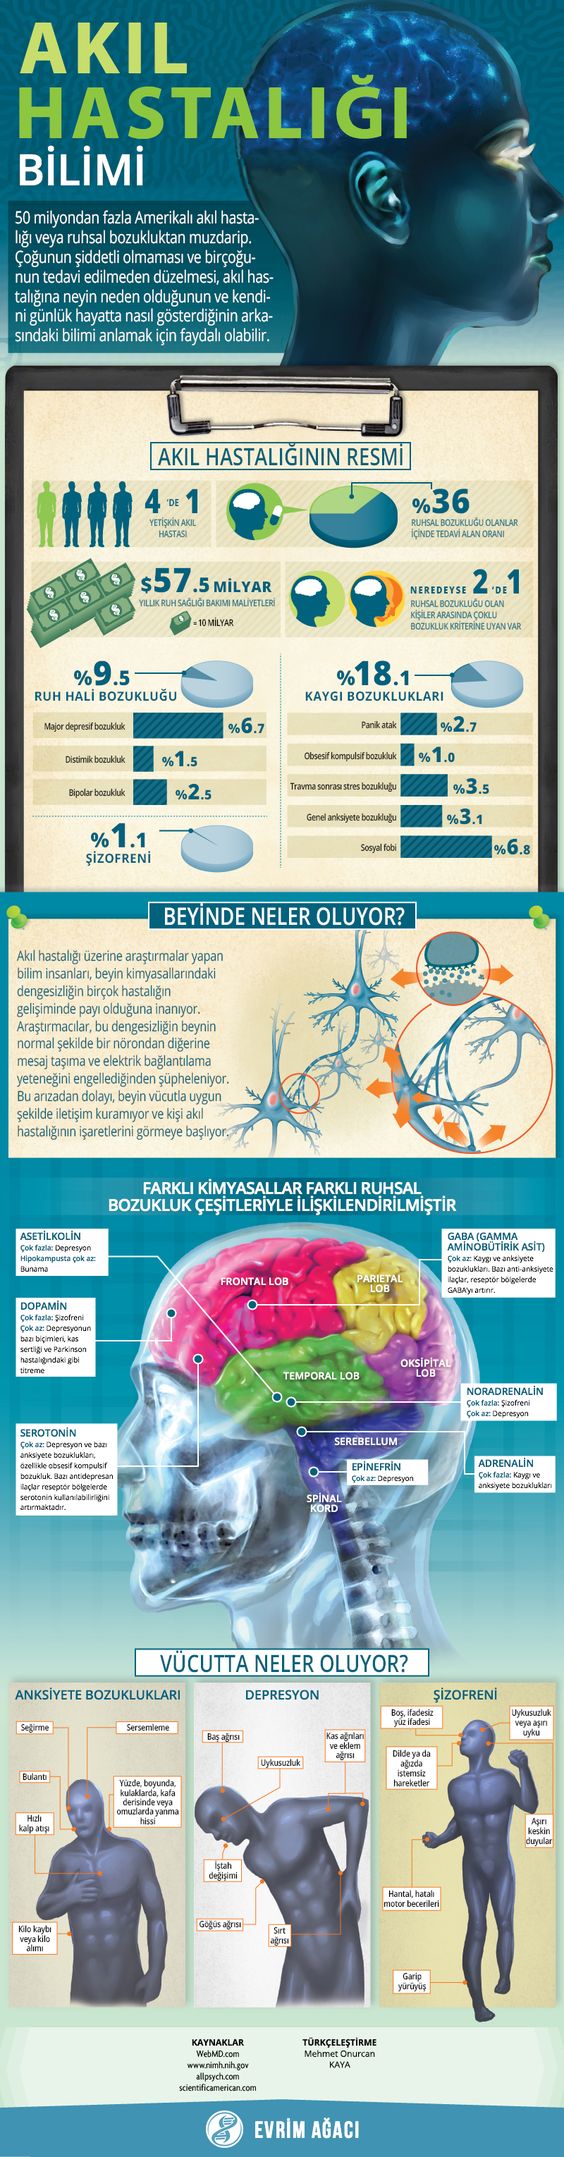 AKIL
HASTALIĞI
BİLİMİ
50 milyondan fazla Amerikalı akıl hasta-
lığı veya ruhsal bozukluktan muzdarip.
Çoğunun şiddetli olmaması ve birçoğu-
nun tedavi edilmeden düzelmesi, akıl has-
talığına neyin neden olduğunun ve kendi-
ni günlük hayatta nasıl gösterdiğinin arka-
sındaki bilimi anlamak için faydalı olabilir.
AKIL HASTALIĞININ RESMİ
4 'DE 1
YETİŞKİN AKIL
HASTASI
%36
RUHSAL BOZUKLUĞU OLANLAR
İÇİNDE TEDAVİ ALAN ORANI
$57.5 MİLYAR
YILLIK RUH SAĞLIĞI BAKIMI MALİYETLERİ
= 10 MİLYAR
NEREDEYSE 2 'DE 1
RUHSAL BOZUKLUĞU OLAN
KİŞİLER ARASINDA ÇOKLU
BOZUKLUK KRİTERİNE UYAN VAR
%9.5
RUH HALİ BOZUKLUĞU
Major depresif bozukluk %6.7
Distimik bozukluk %1.5
Bipolar bozukluk %2.5
%1.1
ŞİZOFRENİ
%18.1
KAYGI BOZUKLUKLARI
Panik atak %2.7
Obsesif kompulsif bozukluk %1.0
Travma sonrası stres bozukluğu %3.5
Genel anksiyete bozukluğu %3.1
Sosyal fobi %6.8
BEYİNDE NELER OLUYOR?
Akıl hastalığı üzerine araştırmalar yapan
bilim insanları, beyin kimyasallarındaki
dengesizliğin birçok hastalığın
gelişiminde payı olduğuna inanıyor.
Araştırmacılar, bu dengesizliğin beynin
normal şekilde bir nörondan diğerine
mesaj taşıma ve elektrik bağlantılama
yeteneğini engellediğinden şüpheleniyor.
Bu arızadan dolayı, beyin vücutla uygun
şekilde iletişim kuramıyor ve kişi akıl
hastalığının işaretlerini görmeye başlıyor.
FARKLI KİMYASALLAR FARKLI RUHSAL
BOZUKLUK ÇEŞİTLERİYLE İLİŞKİLENDİRİLMİŞTİR
ASETİLKOLİN
Çok fazla: Depresyon
Hipokampusta çok az:
Bunama
DOPAMİN
Çok fazla: Şizofreni
Çok az: Depresyonun
bazı biçimleri, kas
sertliği ve Parkinson
hastalığındaki gibi
titreme
SEROTONİN
Çok az: Depresyon ve bazı
anksiyete bozuklukları,
özellikle obsesif kompulsif
bozukluk. Bazı antidepresan
ilaçlar reseptör bölgelerde
serotonin kullanılabilirliğini
artırmaktadır.
GABA (GAMMA
AMİNOBÜTİRİK ASİT)
Çok az: Kaygı ve anksiyete
bozuklukları. Bazı anti-anksiyete
ilaçlar, reseptör bölgelerde
GABA'yı artırır.
NORADRENALİN
Çok fazla: Şizofreni
Çok az: Depresyon
ADRENALİN
Çok fazla: Kaygı ve
anksiyete bozuklukları
EPİNEFRİN
Çok az: Depresyon
FRONTAL LOB
PARİETAL
LOB
OKSİPİTAL
LOB
TEMPORAL LOB
SEREBELLUM
SPİNAL
KORD
VÜCUTTA NELER OLUYOR?
ANKSİYETE BOZUKLUKLARI
Seğirme
Sersemleme
Bulantı
Yüzde, boyunda,
kulaklarda, kafa
derisinde veya
omuzlarda yanma
hissi
Hızlı
kalp atışı
Kilo kaybı
veya kilo
alımı
DEPRESYON
Baş ağrısı
Kas ağrıları
ve eklem
ağrısı
Uykusuzluk
İştah
değişimi
Göğüs ağrısı
Sırt
ağrısı
ŞİZOFRENİ
Boş, ifadesiz
yüz ifadesi
Uykusuzluk
veya aşırı
uyku
Dilde ya da
ağızda
istemsiz
hareketler
Aşırı
keskin
duyular
Hantal, hatalı
motor becerileri
Garip
yürüyüş
KAYNAKLAR
WebMD.com
www.nimh.nih.gov
allpsych.com
scientificamerican.com
TÜRKÇELEŞTİRME
Mehmet Onurcan
KAYA
EVRİM AĞACI